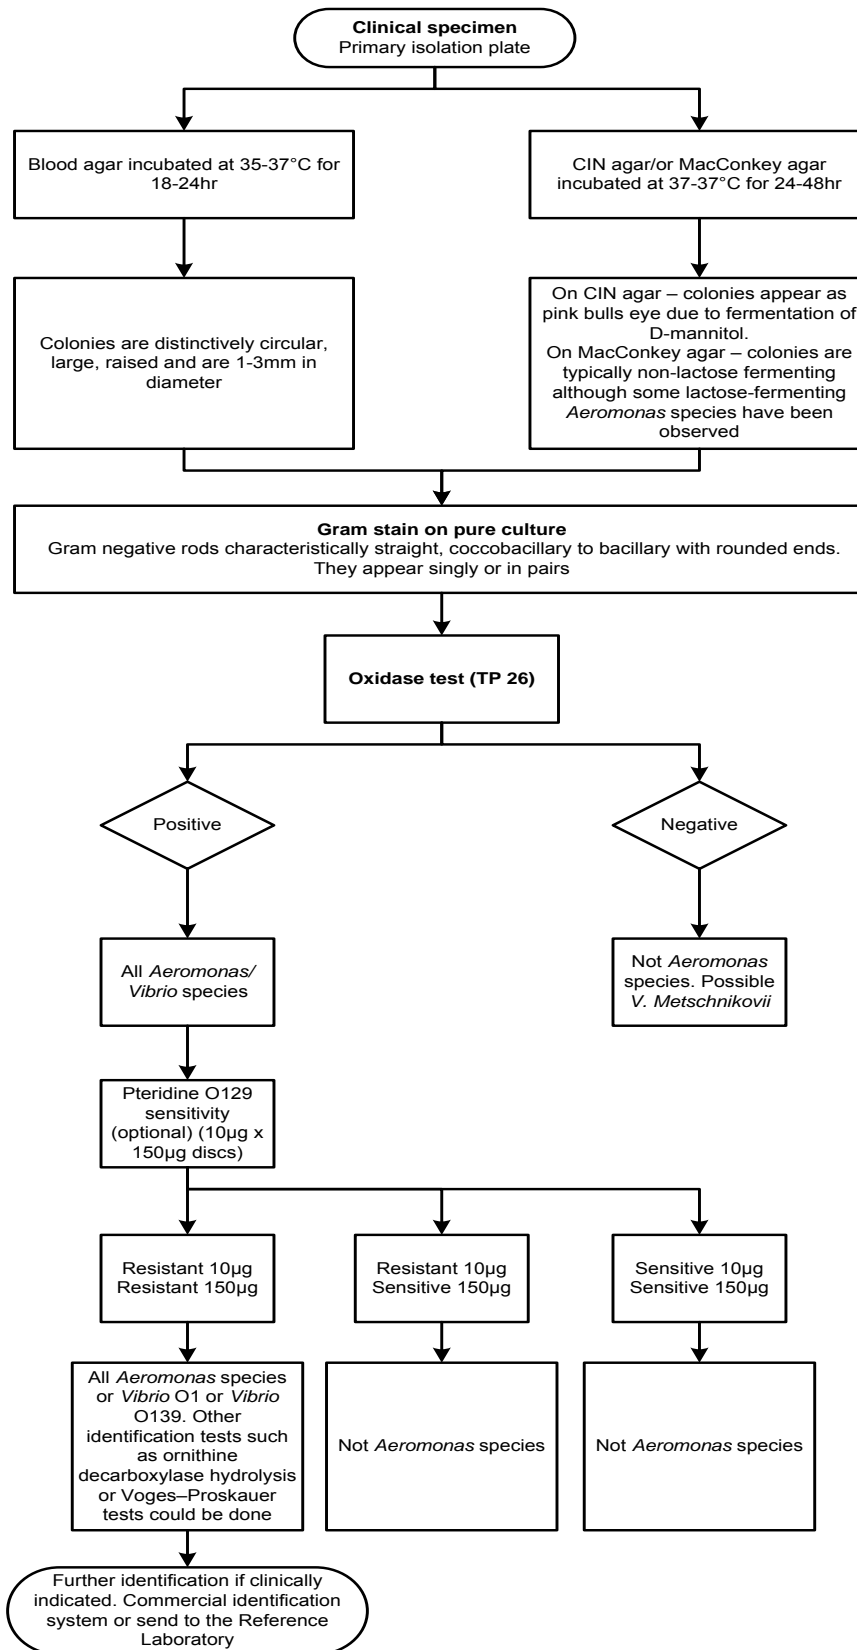 Clinical specimen
Primary isolation plate
Blood agar incubated at 35-37°C for
18-24hr
CIN agar/or MacConkey agar
incubated at 37-37°C for 24-48hr
Colonies are distinctively circular,
large, raised and are 1-3mm in
diameter
On CIN agar – colonies appear as
pink bulls eye due to fermentation of
D-mannitol.
On MacConkey agar – colonies are
typically non-lactose fermenting
although some lactose-fermenting
Aeromonas species have been
observed
Gram stain on pure culture
Gram negative rods characteristically straight, coccobacillary to bacillary with rounded ends.
They appear singly or in pairs
Oxidase test (TP 26)
Positive
Negative
All Aeromonas/
Vibrio species
Not Aeromonas
species. Possible
V. Metschnikovii
Pteridine O129
sensitivity
(optional) (10µg x
150µg discs)
Resistant 10µg
Resistant 150µg
Resistant 10µg
Sensitive 150µg
Sensitive 10µg
Sensitive 150µg
All Aeromonas species
or Vibrio O1 or Vibrio
O139. Other
identification tests such
as ornithine
decarboxylase hydrolysis
or Voges–Proskauer
tests could be done
Not Aeromonas species
Not Aeromonas species
Further identification if clinically
indicated. Commercial identification
system or send to the Reference
Laboratory